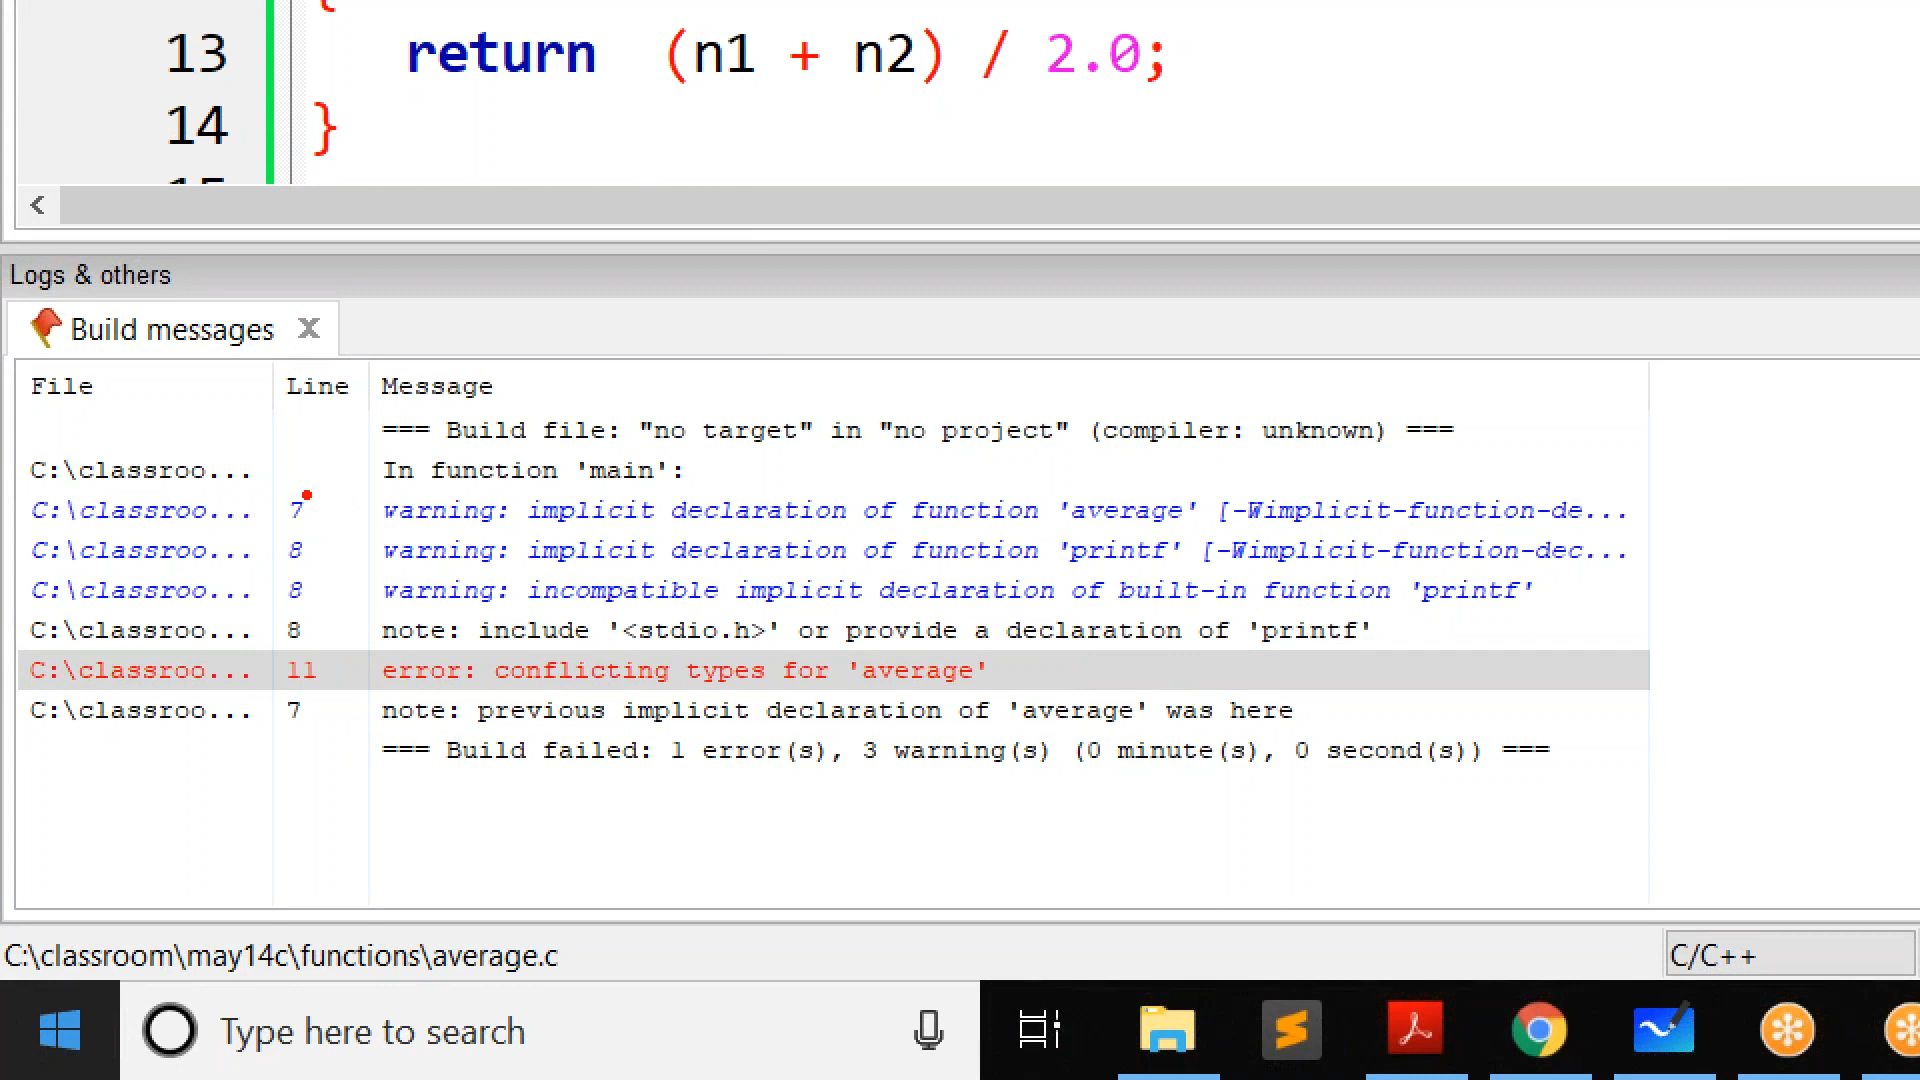 13 return (n1 + n2) / 2.0;
14 }
Logs & others
Build messages
File Line Message
=== Build file: "no target" in "no project" (compiler: unknown) ===
C:\classroo... In function 'main':
C:\classroo... 7 warning: implicit declaration of function 'average' [-Wimplicit-function-de...
C:\classroo... 8 warning: implicit declaration of function 'printf' [-Wimplicit-function-dec...
C:\classroo... 8 warning: incompatible implicit declaration of built-in function 'printf'
C:\classroo... 8 note: include '<stdio.h>' or provide a declaration of 'printf'
C:\classroo... 11 error: conflicting types for 'average'
C:\classroo... 7 note: previous implicit declaration of 'average' was here
=== Build failed: 1 error(s), 3 warning(s) (0 minute(s), 0 second(s)) ===
C:\classroom\may14c\functions\average.c C/C++
Type here to search